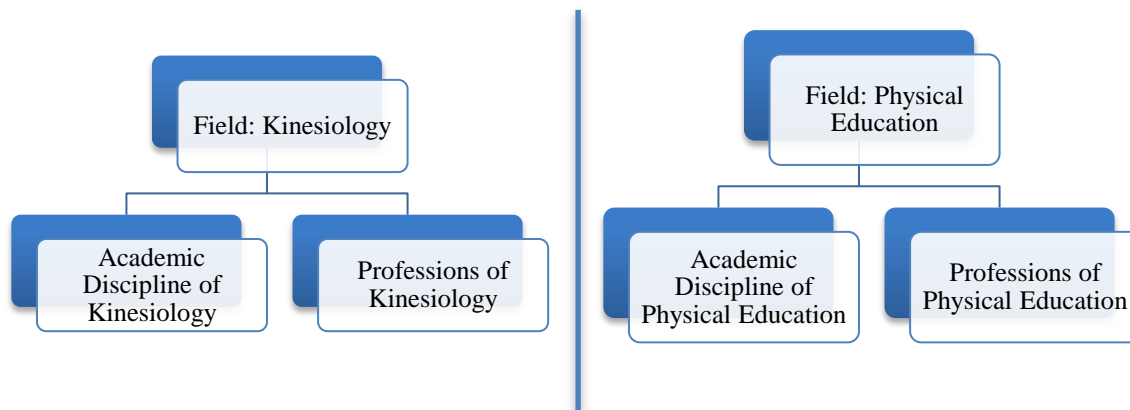 Field: Kinesiology
Academic
Discipline of
Kinesiology
Professions of
Kinesiology
Field: Physical
Education
Academic
Discipline of
Physical Education
Professions of
Physical Education